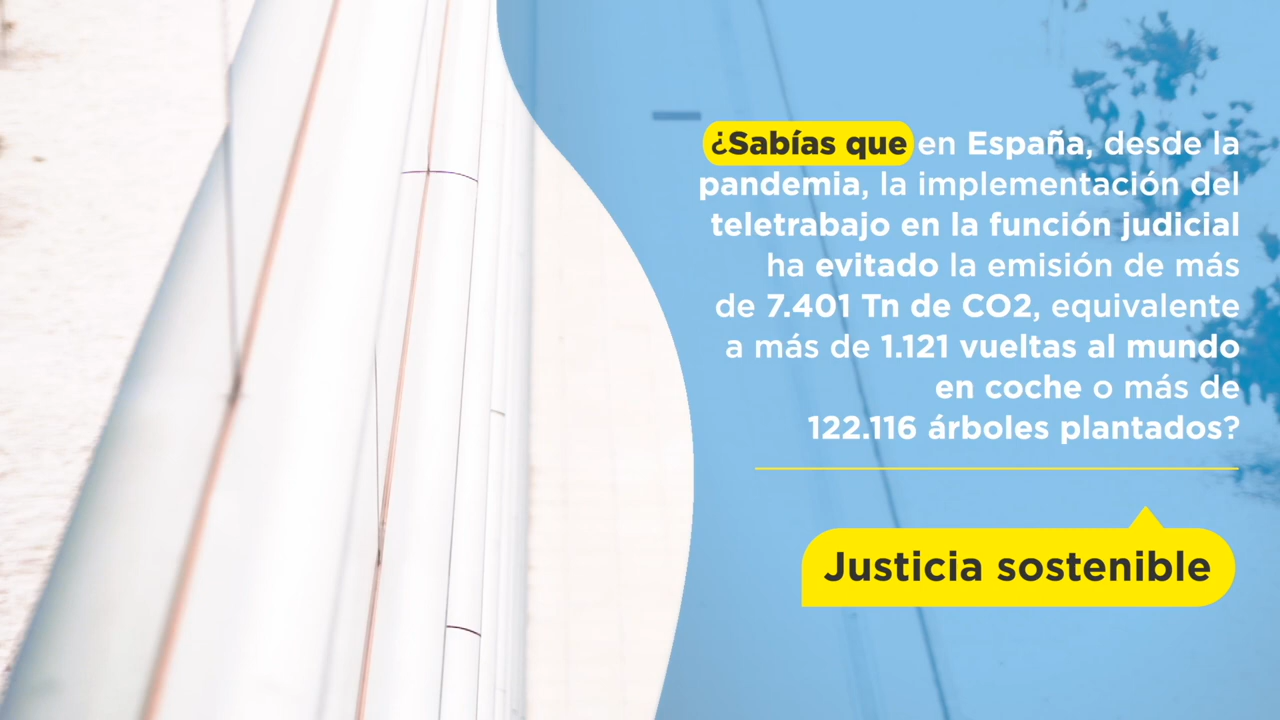 ¿Sabías que en España, desde la
pandemia, la implementación del
teletrabajo en la función judicial
ha evitado la emisión de más
de 7.401 Tn de CO2, equivalente
a más de 1.121 vueltas al mundo
en coche o más de
122.116 árboles plantados?
Justicia sostenible